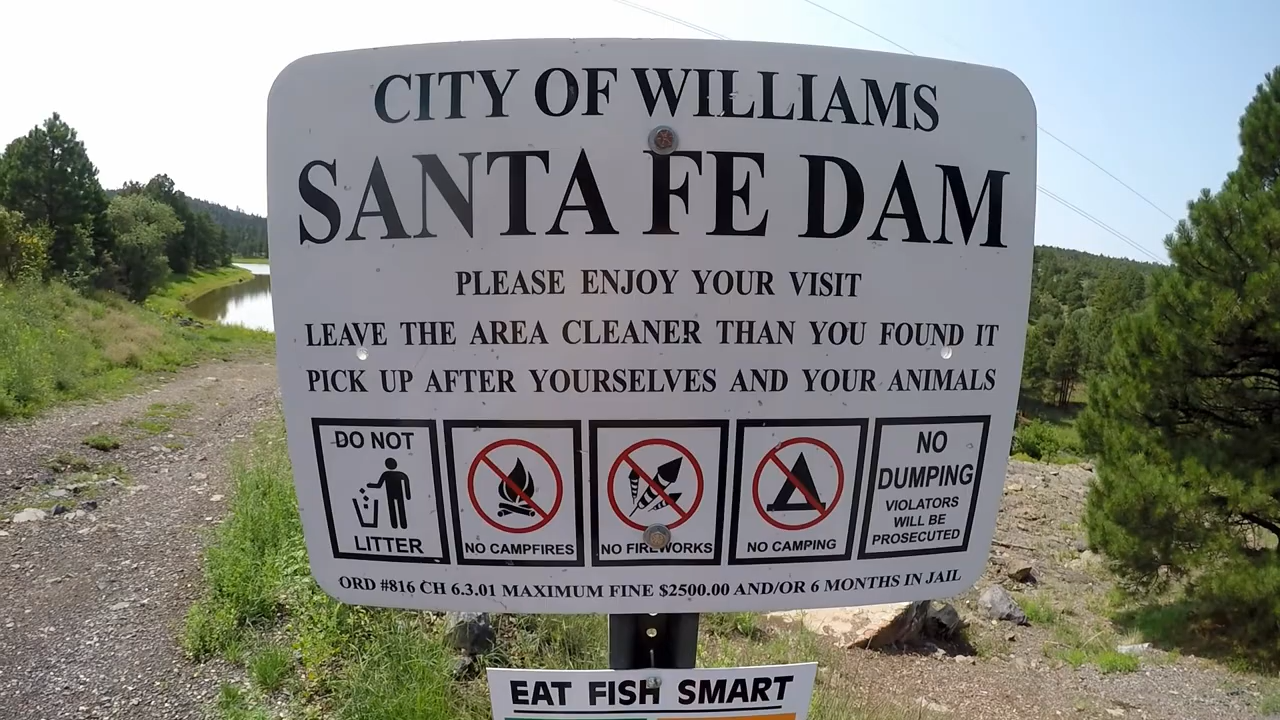 CITY OF WILLIAMS
SANTA FE DAM
PLEASE ENJOY YOUR VISIT
LEAVE THE AREA CLEANER THAN YOU FOUND IT
PICK UP AFTER YOURSELVES AND YOUR ANIMALS
DO NOT
LITTER
NO CAMPFIRES
NO FIREWORKS
NO CAMPING
NO
DUMPING
VIOLATORS
WILL BE
PROSECUTED
ORD #816 CH 6.3.01 MAXIMUM FINE $2500.00 AND/OR 6 MONTHS IN JAIL
EAT FISH SMART